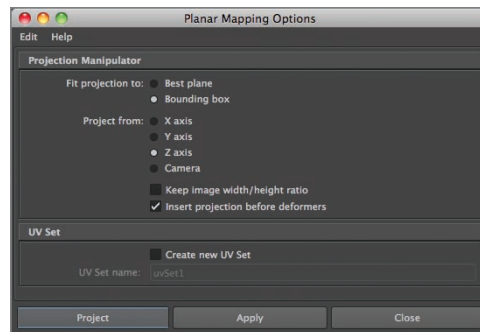 Planar Mapping Options
Edit Help
Projection Manipulator
Fit projection to: Best plane
Bounding box
Project from: X axis
Y axis
Z axis
Camera
Keep image width/height ratio
Insert projection before deformers
UV Set
Create new UV Set
UV Set name: uvSet1
Project Apply Close